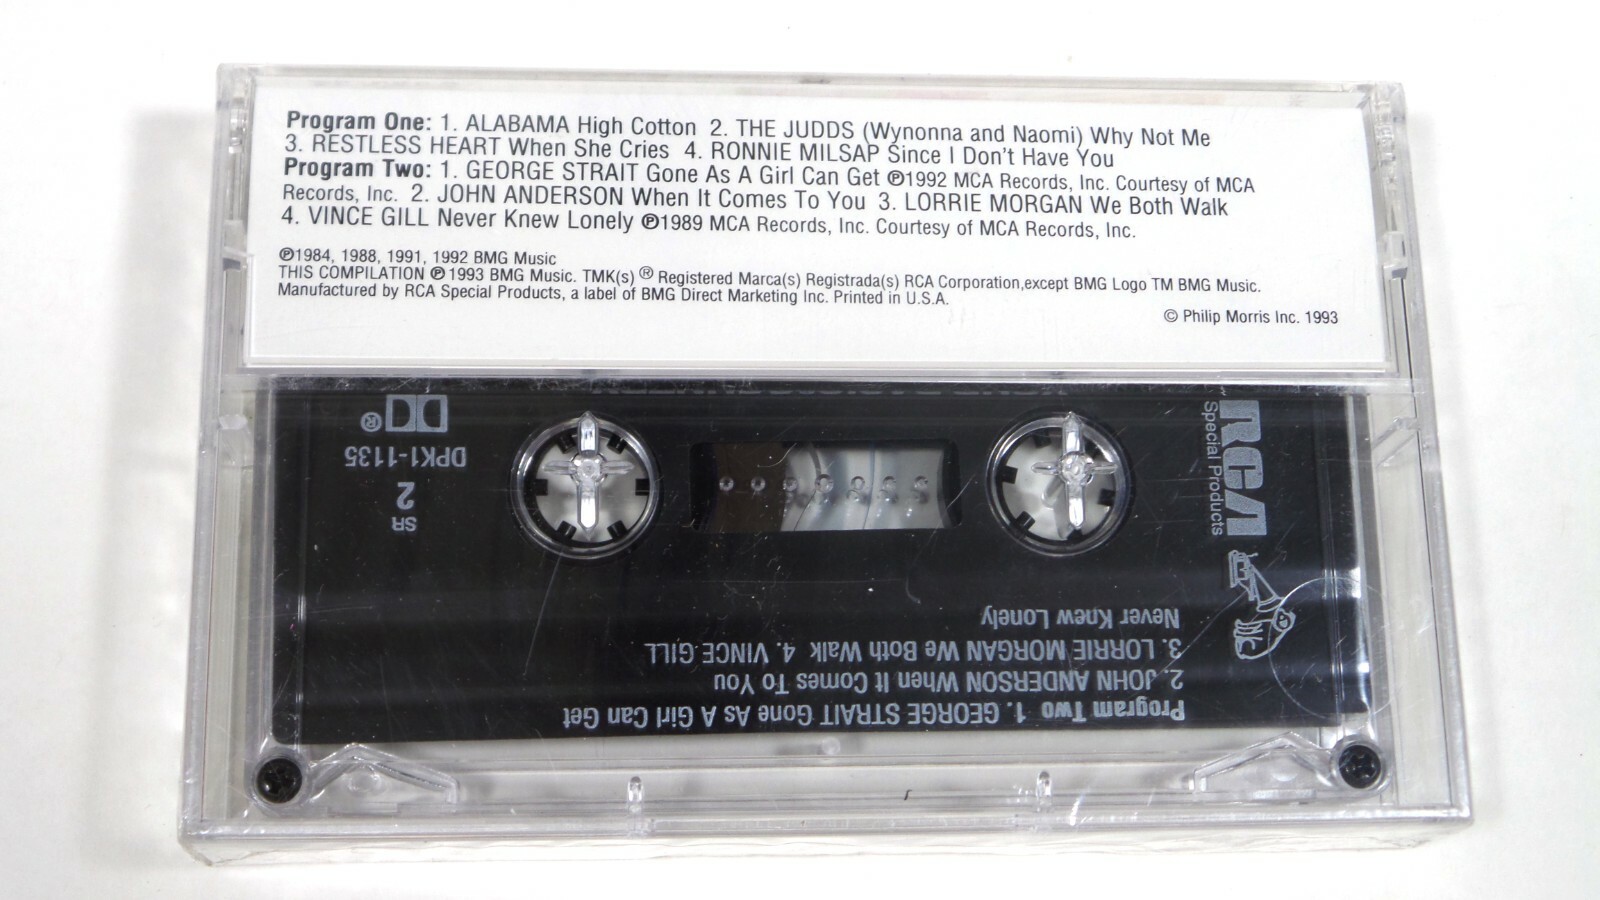 Program One: 1. ALABAMA High Cotton 2. THE JUDDS (Wynonna and Naomi) Why Not Me
3. RESTLESS HEART When She Cries 4. RONNIE MILSAP Since I Don't Have You
Program Two: 1. GEORGE STRAIT Gone As A Girl Can Get ℗1992 MCA Records, Inc. Courtesy of MCA
Records, Inc. 2. JOHN ANDERSON When It Comes To You 3. LORRIE MORGAN We Both Walk
4. VINCE GILL Never Knew Lonely ℗1989 MCA Records, Inc. Courtesy of MCA Records, Inc.
℗1984, 1988, 1991, 1992 BMG Music
THIS COMPILATION ℗ 1993 BMG Music. TMK(s) ® Registered Marca(s) Registrada(s) RCA Corporation,except BMG Logo TM BMG Music.
Manufactured by RCA Special Products, a label of BMG Direct Marketing Inc. Printed in U.S.A.
© Philip Morris Inc. 1993
RCA
Special Products
®
DPK1-1135
2
SR
Program Two 1. GEORGE STRAIT Gone As A Girl Can Get
2. JOHN ANDERSON When It Comes To You
3. LORRIE MORGAN We Both Walk 4. VINCE GILL
Never Knew Lonely